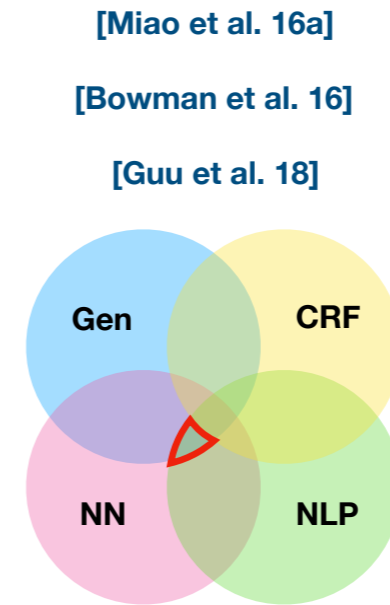 [Miao et al. 16a]
[Bowman et al. 16]
[Guu et al. 18]
Gen CRF
NN NLP